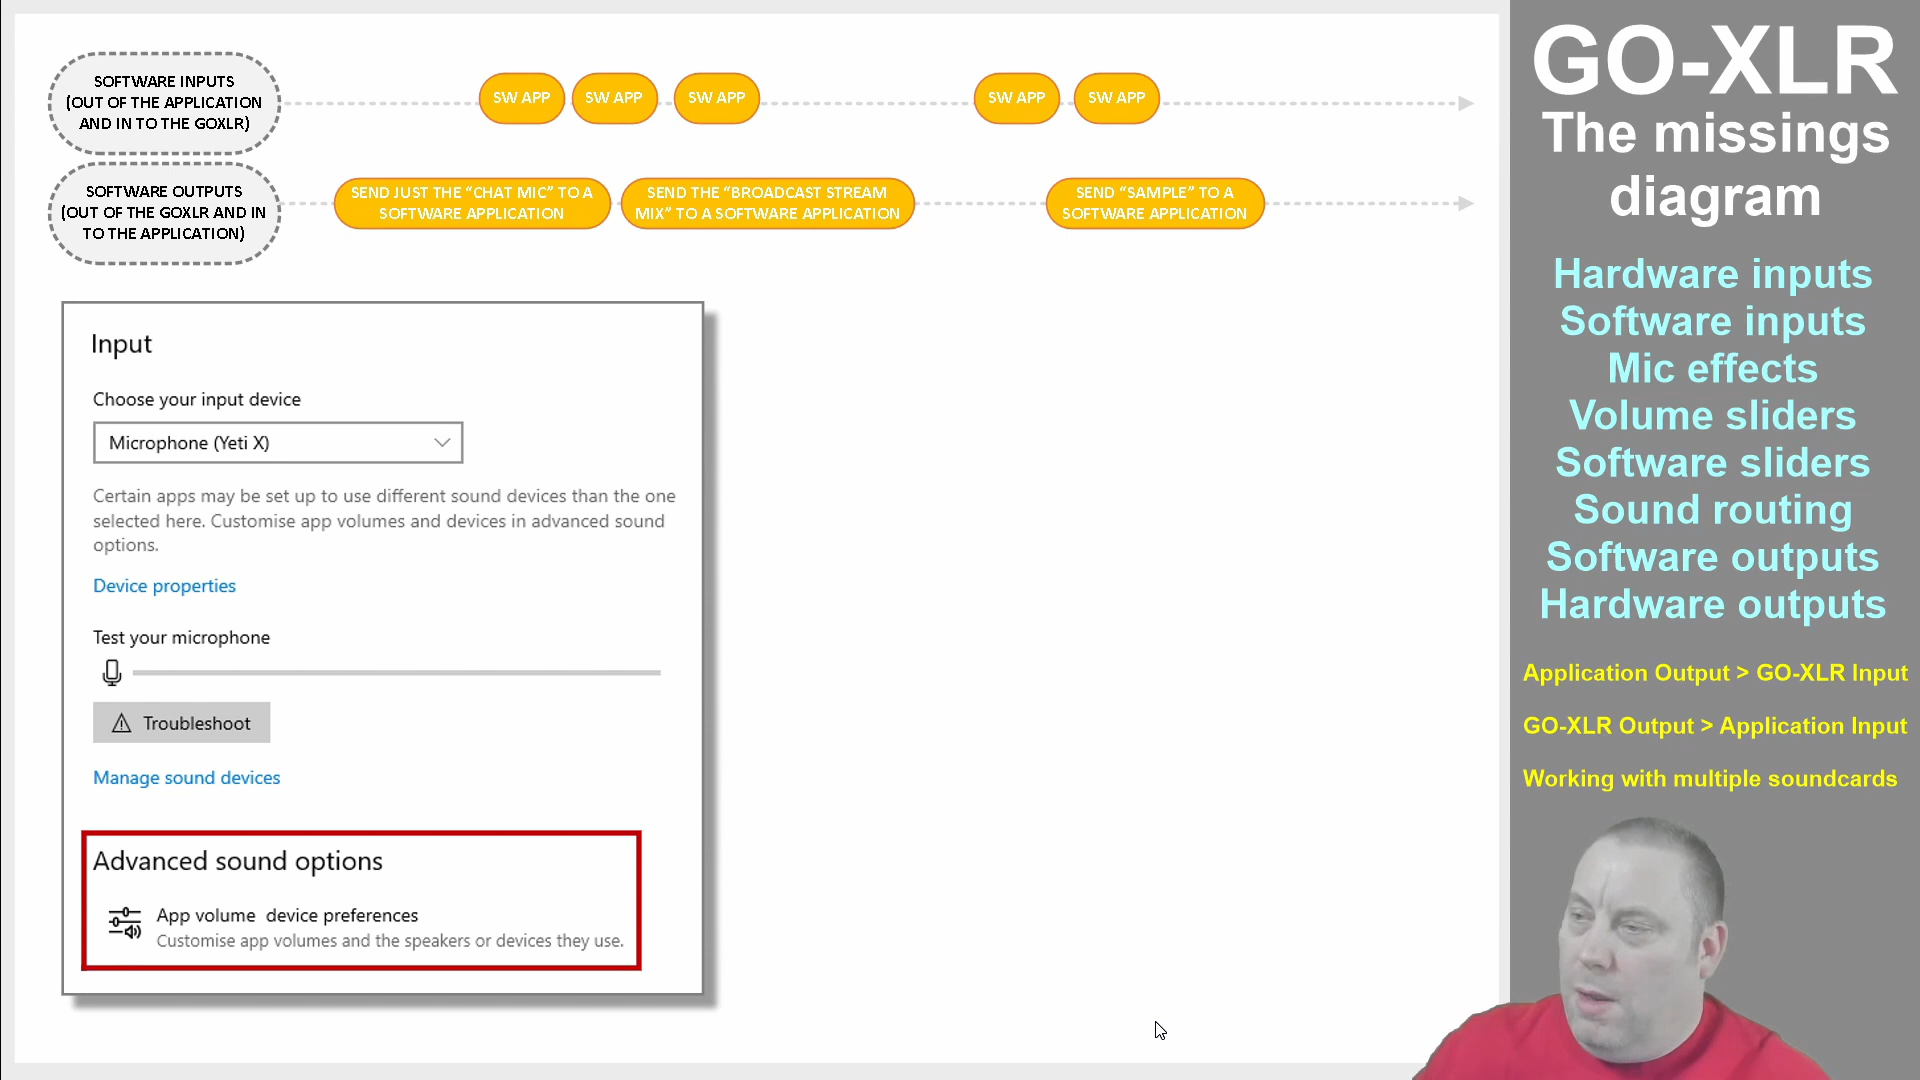 SOFTWARE INPUTS
(OUT OF THE APPLICATION
AND IN TO THE GOXLR)
SW APP
SW APP
SW APP
SW APP
SW APP
SOFTWARE OUTPUTS
(OUT OF THE GOXLR AND IN
TO THE APPLICATION)
SEND JUST THE “CHAT MIC” TO A
SOFTWARE APPLICATION
SEND THE “BROADCAST STREAM
MIX” TO A SOFTWARE APPLICATION
SEND “SAMPLE” TO A
SOFTWARE APPLICATION
Input
Choose your input device
Microphone (Yeti X)
Certain apps may be set up to use different sound devices than the one
selected here. Customise app volumes and devices in advanced sound
options.
Device properties
Test your microphone
Troubleshoot
Manage sound devices
Advanced sound options
App volume device preferences
Customise app volumes and the speakers or devices they use.
GO-XLR
The missings
diagram
Hardware inputs
Software inputs
Mic effects
Volume sliders
Software sliders
Sound routing
Software outputs
Hardware outputs
Application Output > GO-XLR Input
GO-XLR Output > Application Input
Working with multiple soundcards